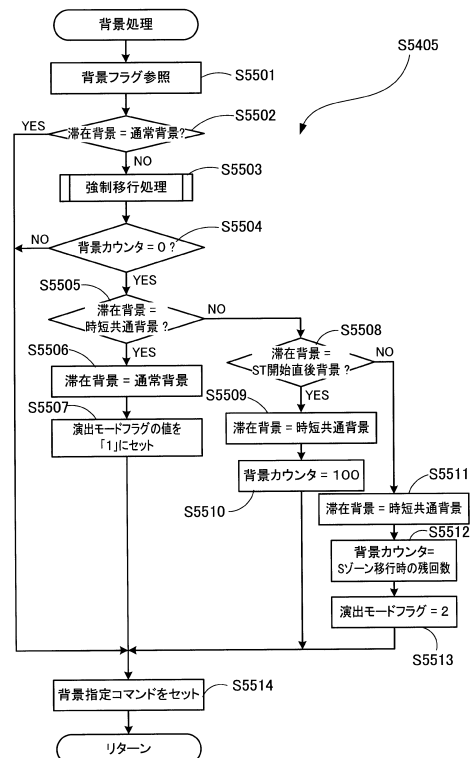 背景処理
S5405
背景フラグ参照
S5501
S5502
YES
滞在背景=通常背景?
NO
S5503
強制移行処理
S5504
NO
背景カウンタ=0?
YES
S5505
滞在背景=
時短共通背景
?
NO
YES
S5508
滞在背景=
ST開始直後背景?
NO
YES
S5506
滞在背景=通常背景
S5507
演出モードフラグの値を
「1」にセット
S5509
滞在背景=時短共通背景
背景カウンタ=100
S5510
S5511
滞在背景=時短共通背景
S5512
背景カウンタ=
Sゾーン移行時の残回数
演出モードフラグ=2
S5513
背景指定コマンドをセット
S5514
リターン